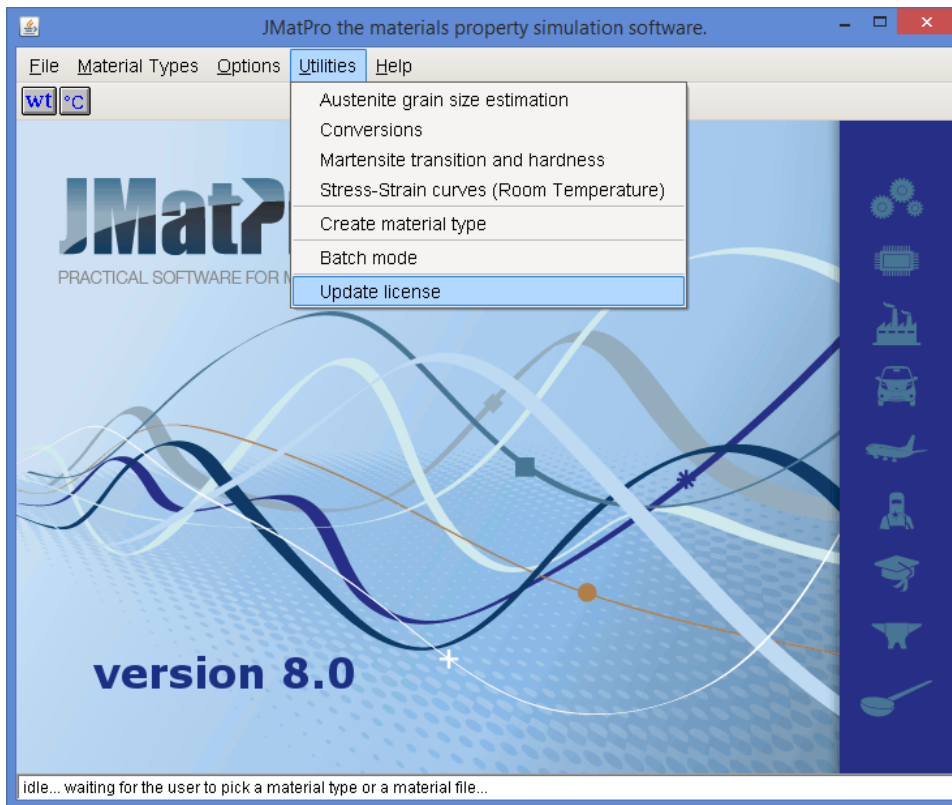 JMatPro the materials property simulation software.
File Material Types Options Utilities Help
wt °C
Austenite grain size estimation
Conversions
Martensite transition and hardness
Stress-Strain curves (Room Temperature)
Create material type
Batch mode
Update license
JMatP
PRACTICAL SOFTWARE FOR M
version 8.0
idle... waiting for the user to pick a material type or a material file...